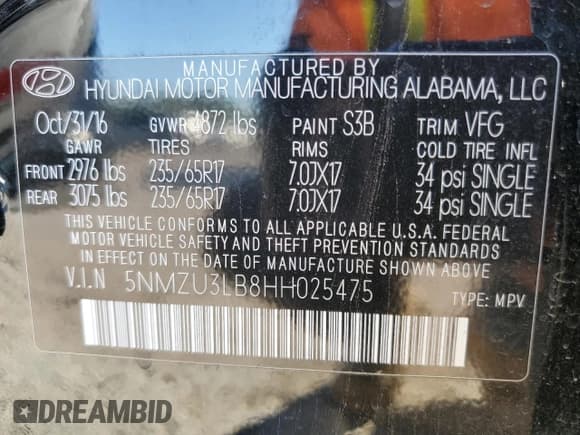 MANUFACTURED BY
HYUNDAI MOTOR MANUFACTURING ALABAMA, LLC
Oct/31/16 GVWR 4872 lbs PAINT S3B TRIM VFG
GAWR TIRES RIMS COLD TIRE INFL
FRONT 2976 lbs 235/65R17 7.0JX17 34 psi SINGLE
REAR 3075 lbs 235/65R17 7.0JX17 34 psi SINGLE
THIS VEHICLE CONFORMS TO ALL APPLICABLE U.S.A. FEDERAL
MOTOR VEHICLE SAFETY AND THEFT PREVENTION STANDARDS
IN EFFECT ON THE DATE OF MANUFACTURE SHOWN ABOVE.
V.I.N 5NMZU3LB8HH025475 TYPE: MPV
DREAMBID